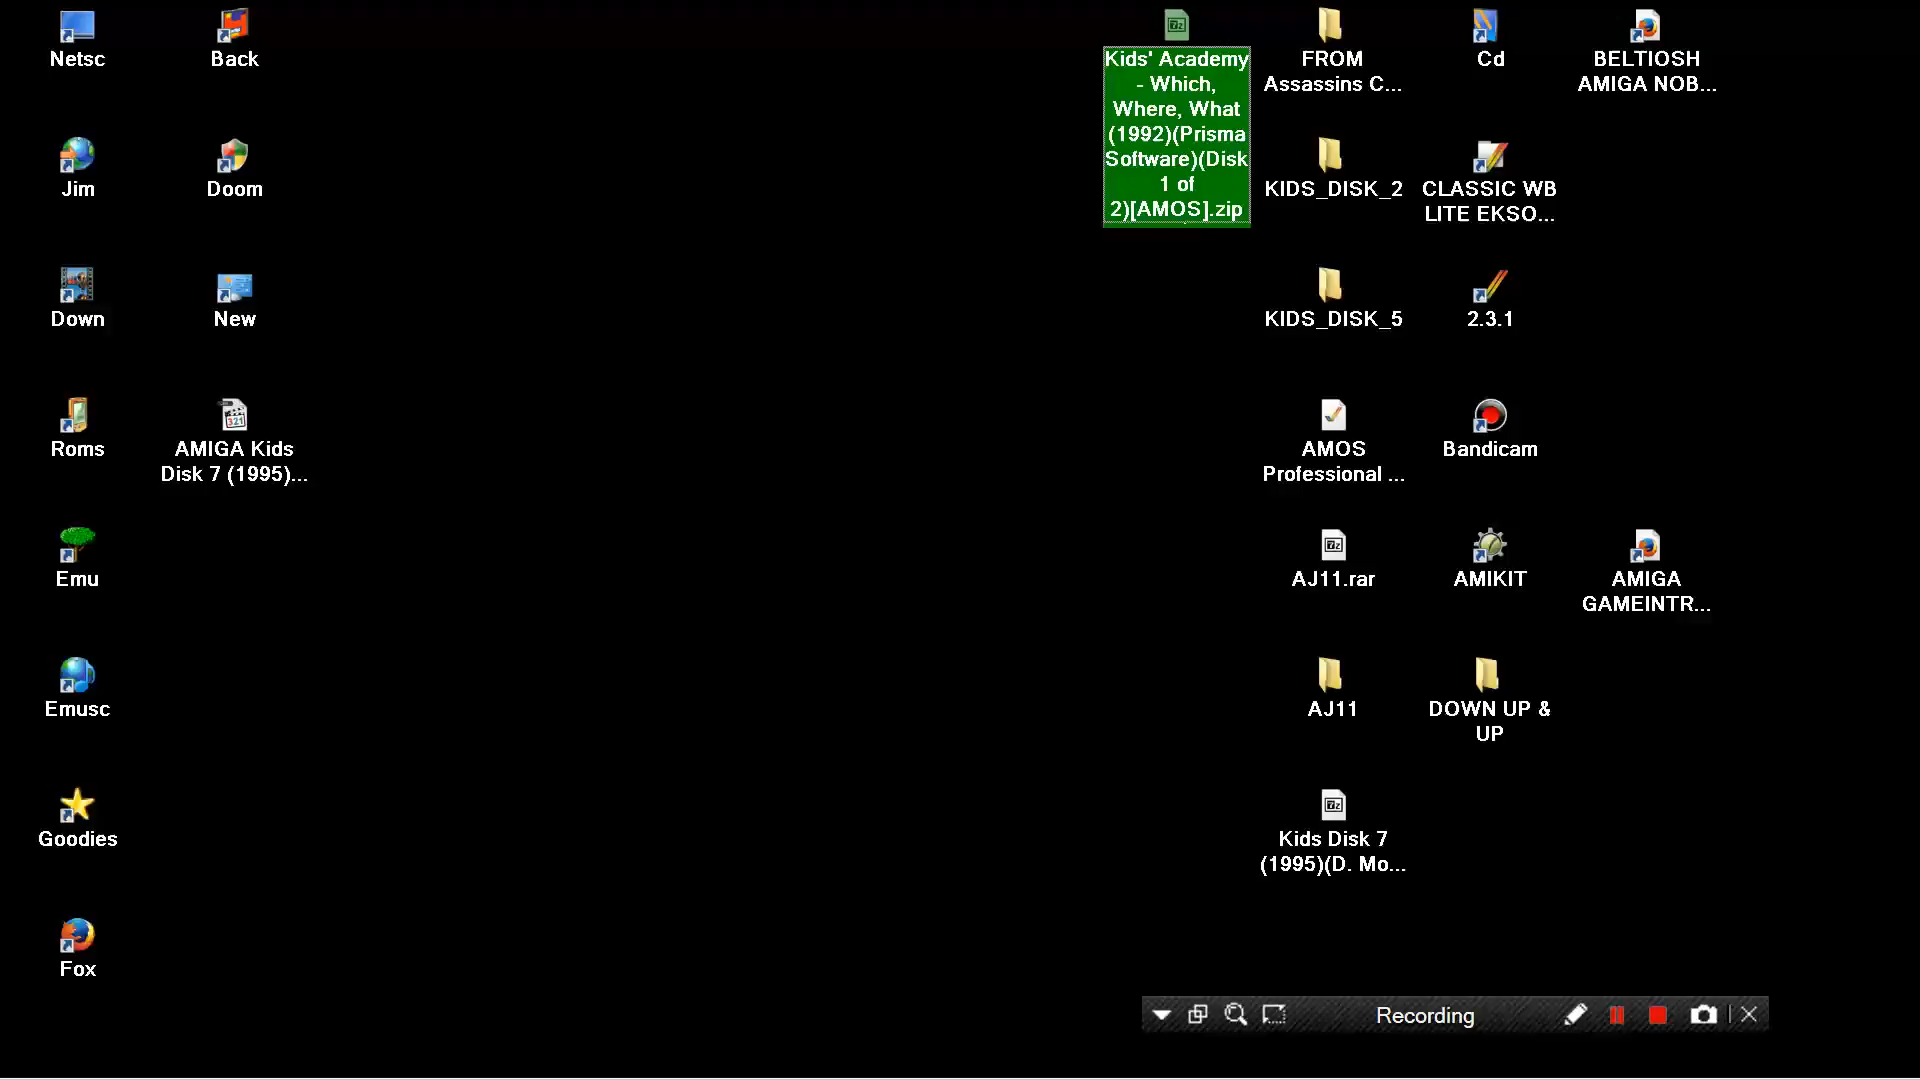 Netsc
Back
Kids' Academy
- Which,
Where, What
(1992)(Prisma
Software)(Disk
1 of
2)[AMOS].zip
FROM
Assassins C...
Cd
BELTIOSH
AMIGA NOB...
Jim
Doom
KIDS_DISK_2
CLASSIC WB
LITE EKSO...
Down
New
KIDS_DISK_5
2.3.1
Roms
AMIGA Kids
Disk 7 (1995)...
AMOS
Professional ...
Bandicam
Emu
AJ11.rar
AMIKIT
AMIGA
GAMEINTR...
Emusc
AJ11
DOWN UP &
UP
Goodies
Kids Disk 7
(1995)(D. Mo...
Fox
Recording